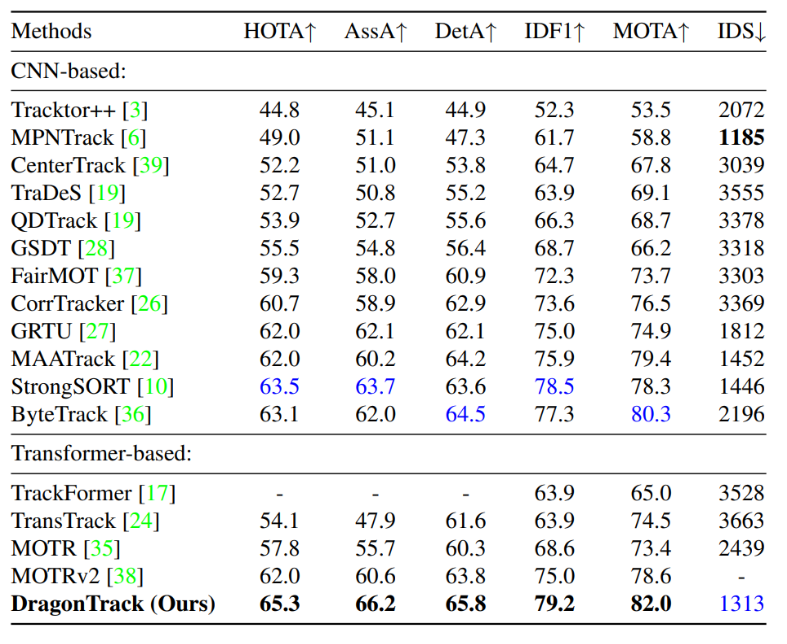 Methods HOTA↑ AssA↑ DetA↑ IDF1↑ MOTA↑ IDS↓
CNN-based:
Tracktor++ [3] 44.8 45.1 44.9 52.3 53.5 2072
MPNTrack [6] 49.0 51.1 47.3 61.7 58.8 1185
CenterTrack [39] 52.2 51.0 53.8 64.7 67.8 3039
TraDeS [19] 52.7 50.8 55.2 63.9 69.1 3555
QDTrack [19] 53.9 52.7 55.6 66.3 68.7 3378
GSDT [28] 55.5 54.8 56.4 68.7 66.2 3318
FairMOT [37] 59.3 58.0 60.9 72.3 73.7 3303
CorrTracker [26] 60.7 58.9 62.9 73.6 76.5 3369
GRTU [27] 62.0 62.1 62.1 75.0 74.9 1812
MAATrack [22] 62.0 60.2 64.2 75.9 79.4 1452
StrongSORT [10] 63.5 63.7 63.6 78.5 78.3 1446
ByteTrack [36] 63.1 62.0 64.5 77.3 80.3 2196
Transformer-based:
TrackFormer [17] - - - 63.9 65.0 3528
TransTrack [24] 54.1 47.9 61.6 63.9 74.5 3663
MOTR [35] 57.8 55.7 60.3 68.6 73.4 2439
MOTRv2 [38] 62.0 60.6 63.8 75.0 78.6 -
DragonTrack (Ours) 65.3 66.2 65.8 79.2 82.0 1313